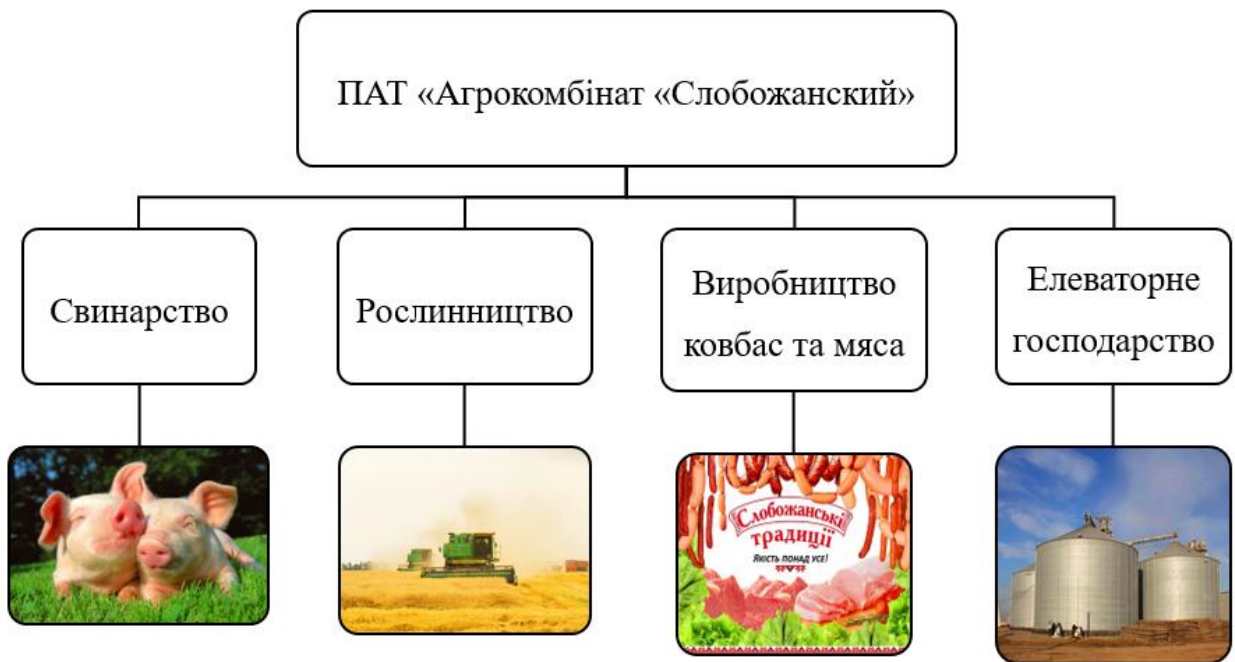 ПАТ «Агрокомбінат «Слобожанский»
Свинарство
Рослинництво
Виробництво
ковбас та мяса
Елеваторне
господарство
Слобожанські
традиції
ЯКІСТЬ ПОНАД УСЕ!